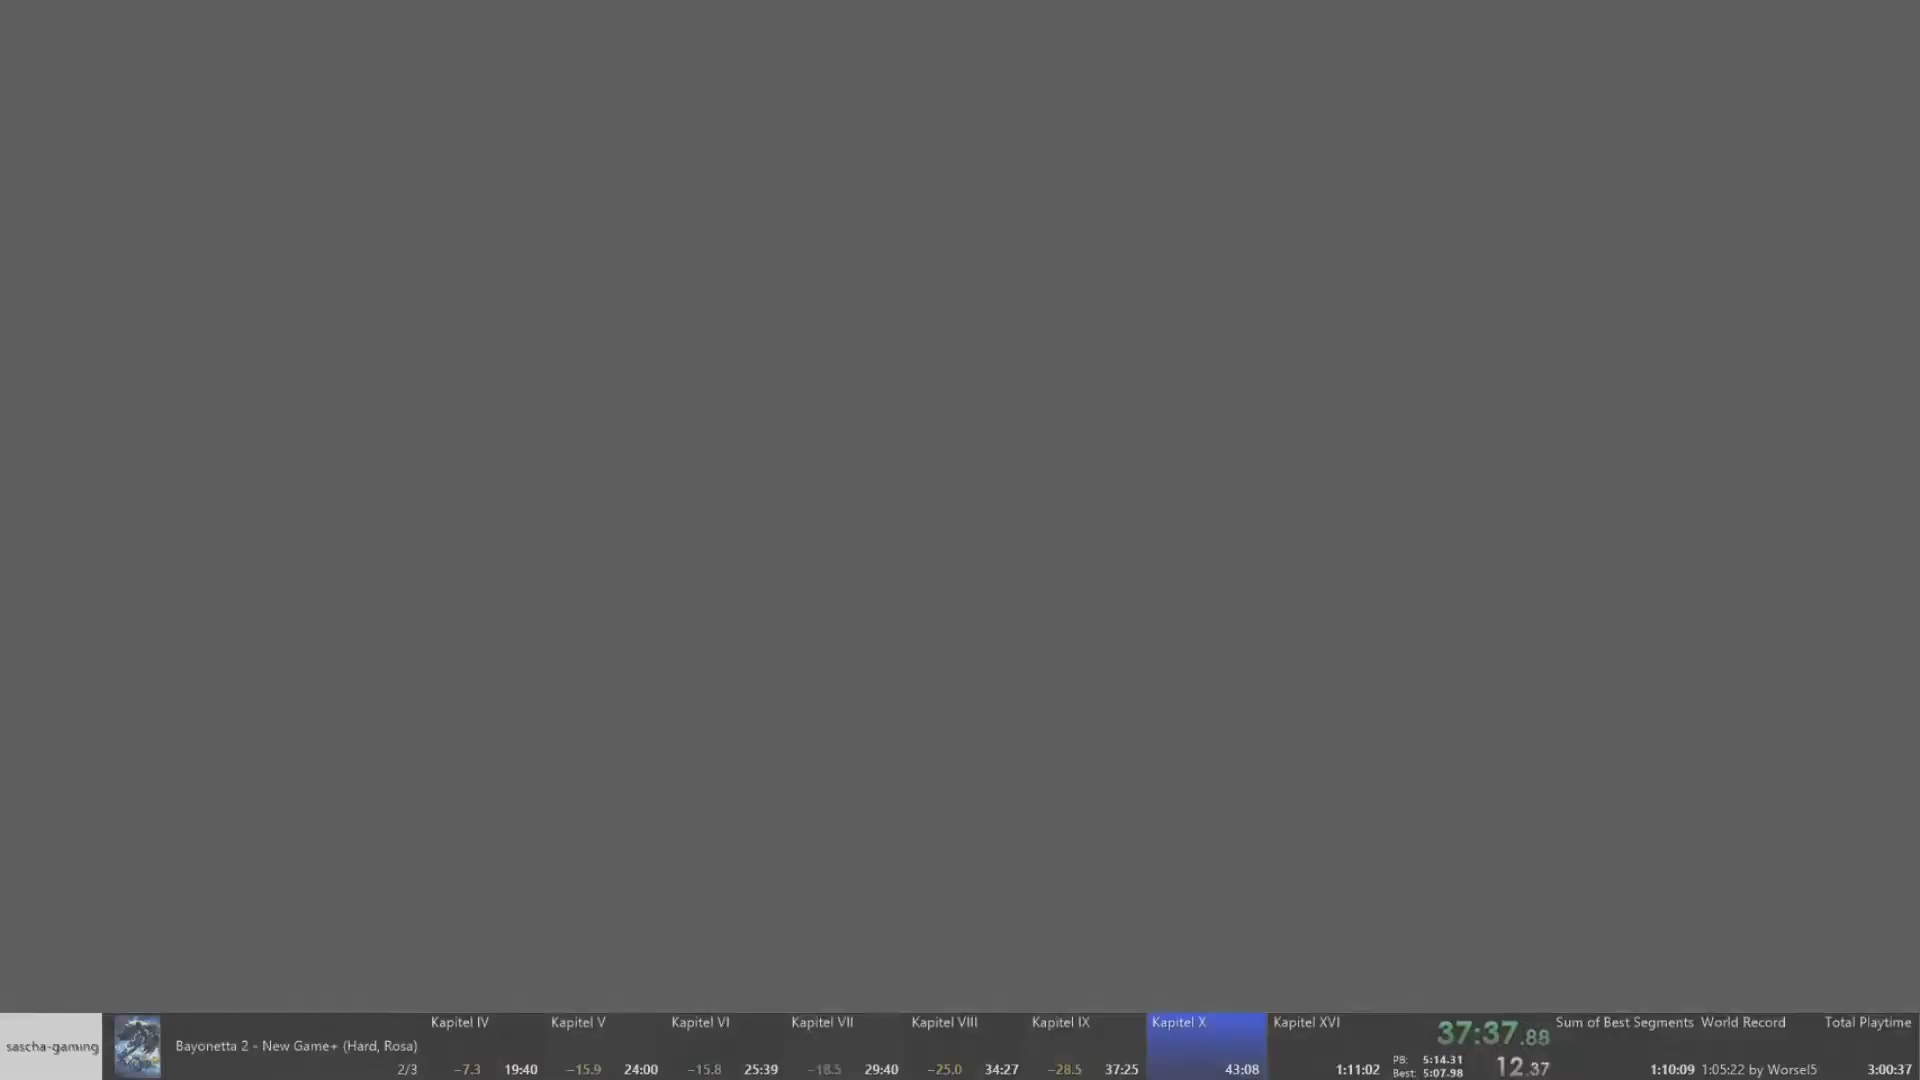 sascha-gaming
Bayonetta 2 - New Game+ (Hard, Rosa)
2/3
Kapitel IV
-7.3 19:40
Kapitel V
-15.9 24:00
Kapitel VI
-15.8 25:39
Kapitel VII
-18.5 29:40
Kapitel VIII
-25.0 34:27
Kapitel IX
-28.5 37:25
Kapitel X
43:08
Kapitel XVI
1:11:02
37:37.88
PB: 5:14.31
Best: 5:07.98
12.37
Sum of Best Segments
1:10:09
World Record
1:05:22 by Worsel5
Total Playtime
3:00:37